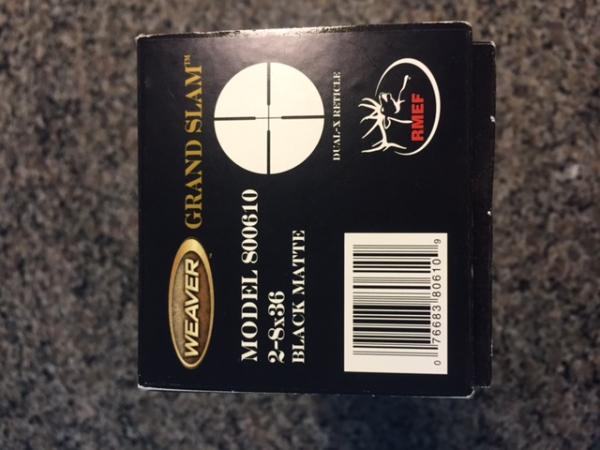 WEAVER
GRAND SLAM™
MODEL 800610
2-8x36
BLACK MATTE
DUAL-X RETICLE
RMEF
0 76683 80610 9